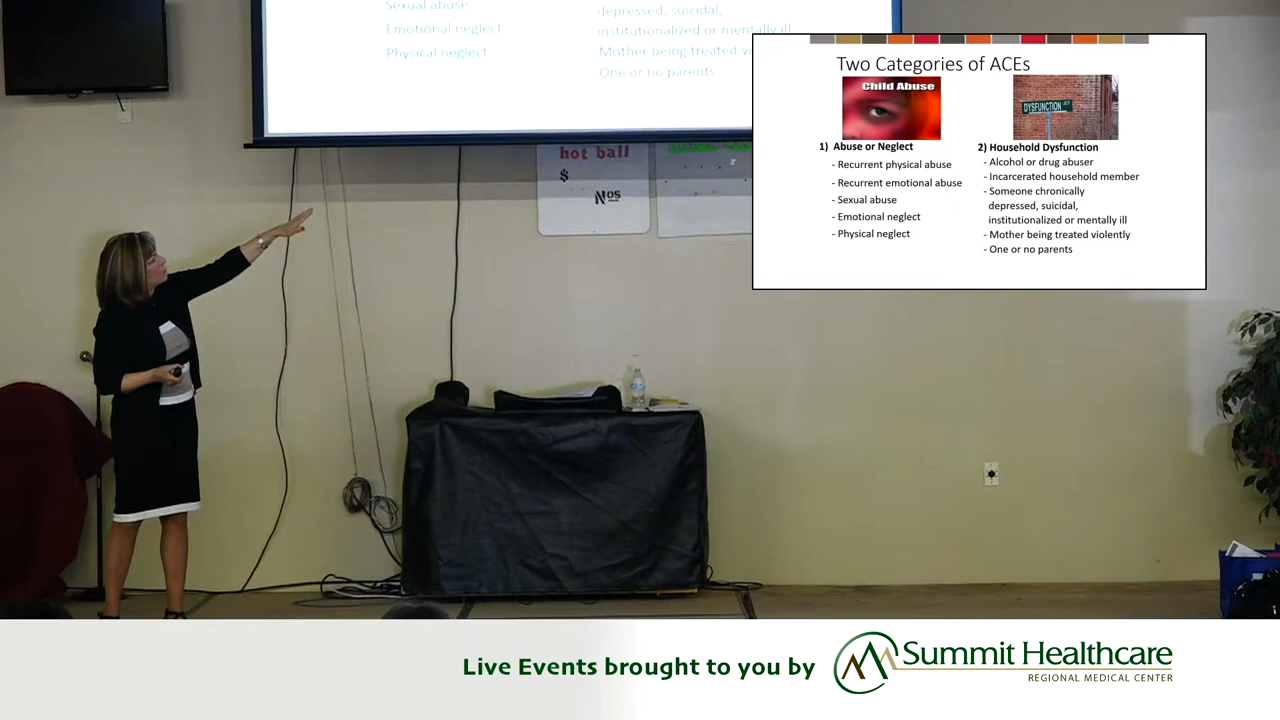 Sexual abuse
Emotional neglect
Physical neglect
depressed, suicidal,
institutionalized or mentally ill
Mother being treated
One or no parents
hot ball
$
Nos
Two Categories of ACEs
Child Abuse
DYSFUNCTION
1) Abuse or Neglect
- Recurrent physical abuse
- Recurrent emotional abuse
- Sexual abuse
- Emotional neglect
- Physical neglect
2) Household Dysfunction
- Alcohol or drug abuser
- Incarcerated household member
- Someone chronically
depressed, suicidal,
institutionalized or mentally ill
- Mother being treated violently
- One or no parents
Live Events brought to you by
Summit Healthcare
REGIONAL MEDICAL CENTER